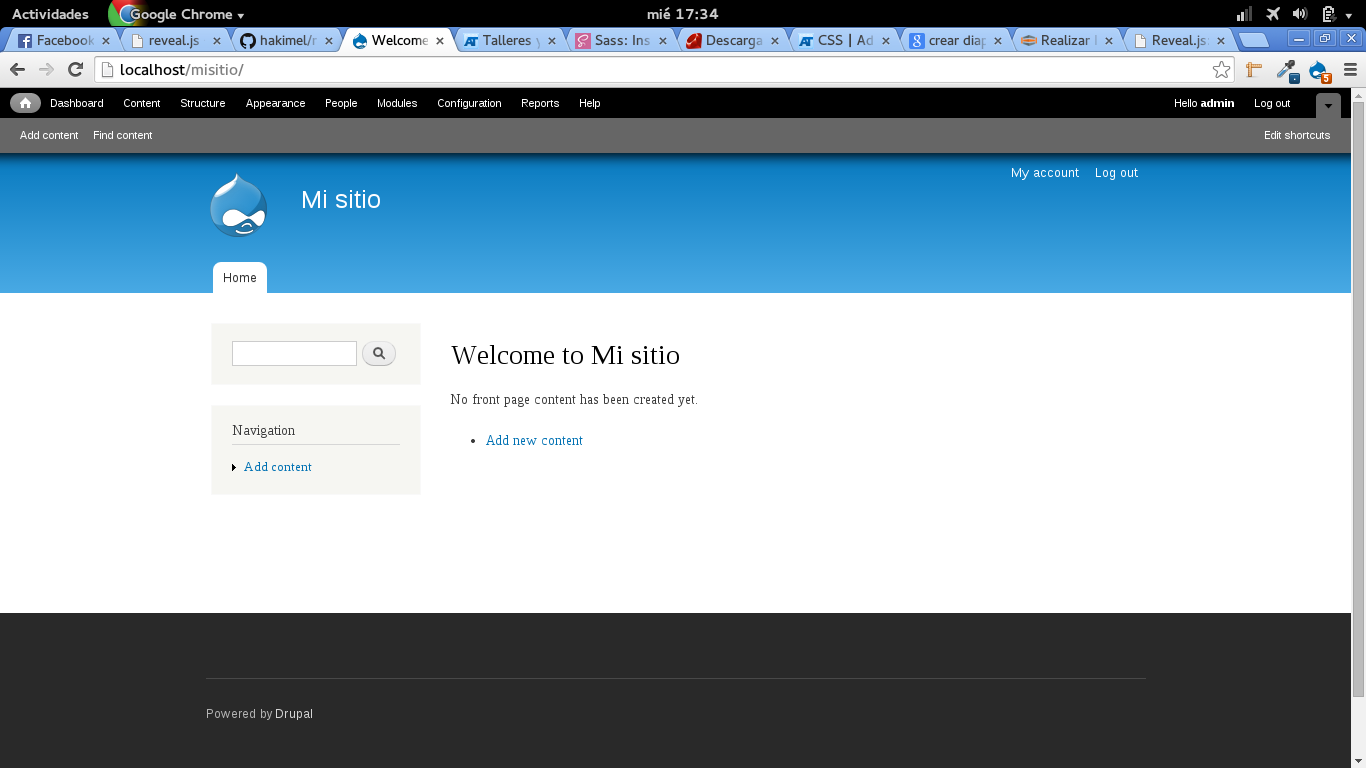 Actividades Google Chrome mié 17:34
Facebook reveal.js hakimel/r Welcome Talleres y Sass: Ins Descarga CSS | Ad crear diap Realizar Reveal.js:
localhost/misitio/
5
Dashboard Content Structure Appearance People Modules Configuration Reports Help Hello admin Log out
Add content Find content Edit shortcuts
My account Log out
Mi sitio
Home
Welcome to Mi sitio
No front page content has been created yet.
Navigation
Add new content
Add content
Powered by Drupal